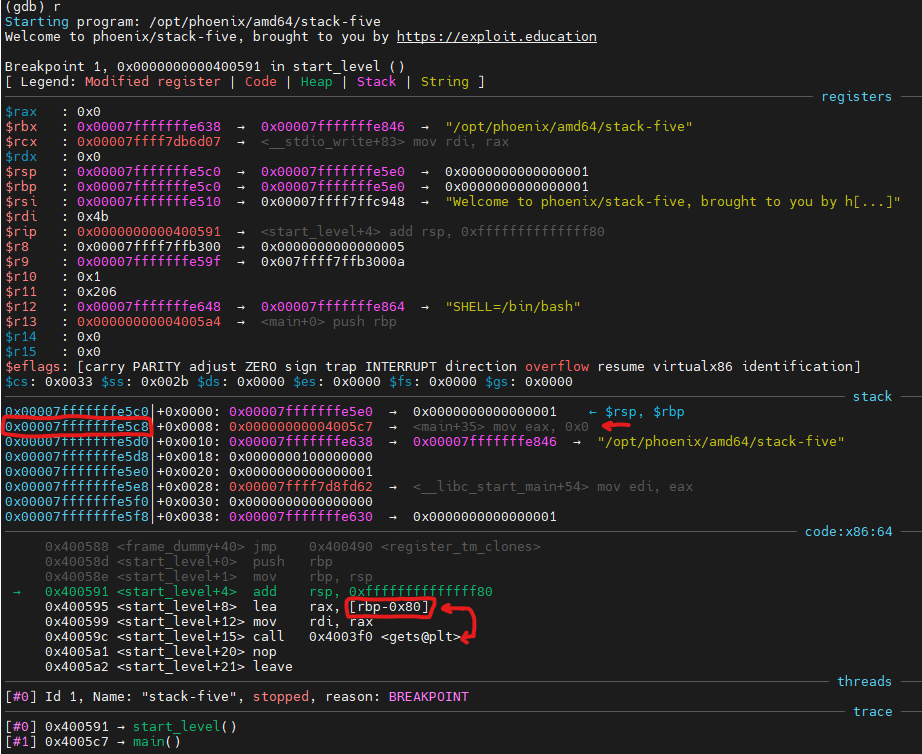 (gdb) r
Starting program: /opt/phoenix/amd64/stack-five
Welcome to phoenix/stack-five, brought to you by https://exploit.education
Breakpoint 1, 0x0000000000400591 in start_level ()
[ Legend: Modified register | Code | Heap | Stack | String ]
registers
$rax   : 0x0
$rbx   : 0x00007fffffffe638  →  0x00007fffffffe846  →  "/opt/phoenix/amd64/stack-five"
$rcx   : 0x00007ffff7db6d07  →  <__stdio_write+83> mov rdi, rax
$rdx   : 0x0
$rsp   : 0x00007fffffffe5c0  →  0x00007fffffffe5e0  →  0x0000000000000001
$rbp   : 0x00007fffffffe5c0  →  0x00007fffffffe5e0  →  0x0000000000000001
$rsi   : 0x00007fffffffe510  →  0x00007ffff7ffc948  →  "Welcome to phoenix/stack-five, brought to you by h[...]"
$rdi   : 0x4b
$rip   : 0x0000000000400591  →  <start_level+4> add rsp, 0xffffffffffffff80
$r8    : 0x00007ffff7ffb300  →  0x0000000000000005
$r9    : 0x00007fffffffe59f  →  0x007ffff7ffb3000a
$r10   : 0x1
$r11   : 0x206
$r12   : 0x00007fffffffe648  →  0x00007fffffffe864  →  "SHELL=/bin/bash"
$r13   : 0x00000000004005a4  →  <main+0> push rbp
$r14   : 0x0
$r15   : 0x0
$eflags: [carry PARITY adjust ZERO sign trap INTERRUPT direction overflow resume virtualx86 identification]
$cs: 0x0033 $ss: 0x002b $ds: 0x0000 $es: 0x0000 $fs: 0x0000 $gs: 0x0000
stack
0x00007fffffffe5c0│+0x0000: 0x00007fffffffe5e0  →  0x0000000000000001    ← $rsp, $rbp
0x00007fffffffe5c8│+0x0008: 0x00000000004005c7  →  <main+35> mov eax, 0x0
0x00007fffffffe5d0│+0x0010: 0x00007fffffffe638  →  0x00007fffffffe846  →  "/opt/phoenix/amd64/stack-five"
0x00007fffffffe5d8│+0x0018: 0x0000000100000000
0x00007fffffffe5e0│+0x0020: 0x0000000000000001
0x00007fffffffe5e8│+0x0028: 0x00007ffff7d8fd62  →  <__libc_start_main+54> mov edi, eax
0x00007fffffffe5f0│+0x0030: 0x0000000000000000
0x00007fffffffe5f8│+0x0038: 0x00007fffffffe630  →  0x0000000000000001
code:x86:64
0x400588 <frame_dummy+40> jmp    0x400490 <register_tm_clones>
0x40058d <start_level+0> push   rbp
0x40058e <start_level+1> mov    rbp, rsp
→   0x400591 <start_level+4> add    rsp, 0xffffffffffffff80
0x400595 <start_level+8> lea    rax, [rbp-0x80]
0x400599 <start_level+12> mov    rdi, rax
0x40059c <start_level+15> call   0x4003f0 <gets@plt>
0x4005a1 <start_level+20> nop
0x4005a2 <start_level+21> leave
threads
[#0] Id 1, Name: "stack-five", stopped, reason: BREAKPOINT
trace
[#0] 0x400591 → start_level()
[#1] 0x4005c7 → main()